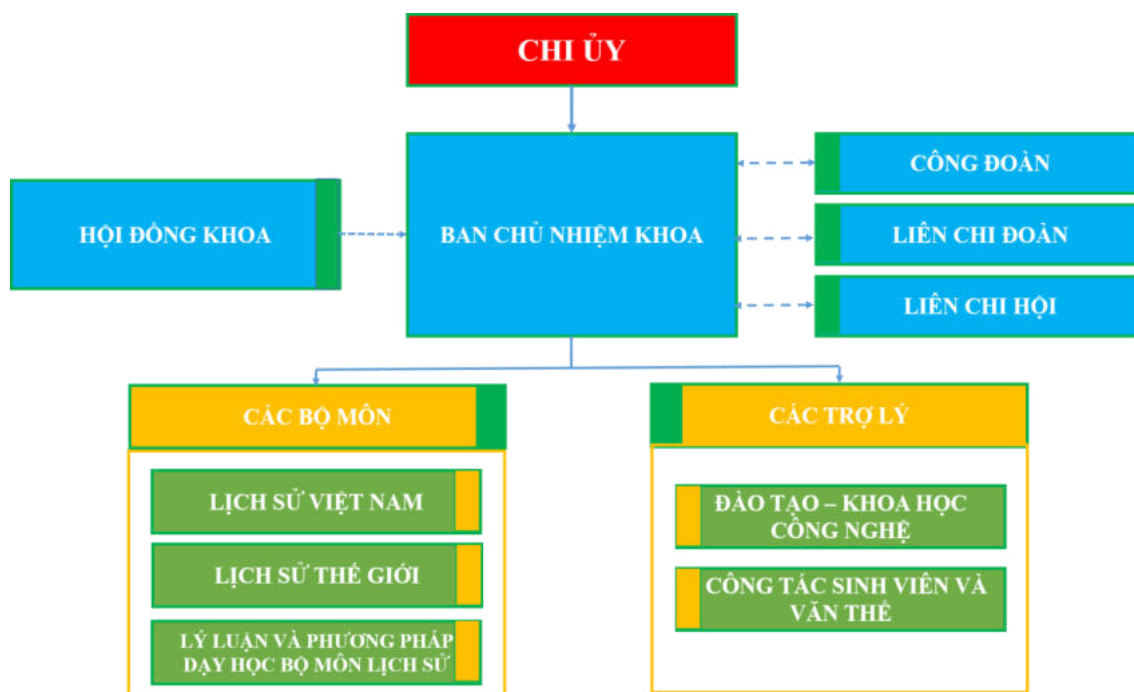 CHI ỦY
CÔNG ĐOÀN
HỘI ĐỒNG KHOA
BAN CHỦ NHIỆM KHOA
LIÊN CHI ĐOÀN
LIÊN CHI HỘI
CÁC BỘ MÔN
LỊCH SỬ VIỆT NAM
LỊCH SỬ THẾ GIỚI
LÝ LUẬN VÀ PHƯƠNG PHÁP
DẠY HỌC BỘ MÔN LỊCH SỬ
CÁC TRỢ LÝ
ĐÀO TẠO – KHOA HỌC
CÔNG NGHỆ
CÔNG TÁC SINH VIÊN VÀ
VĂN THỂ